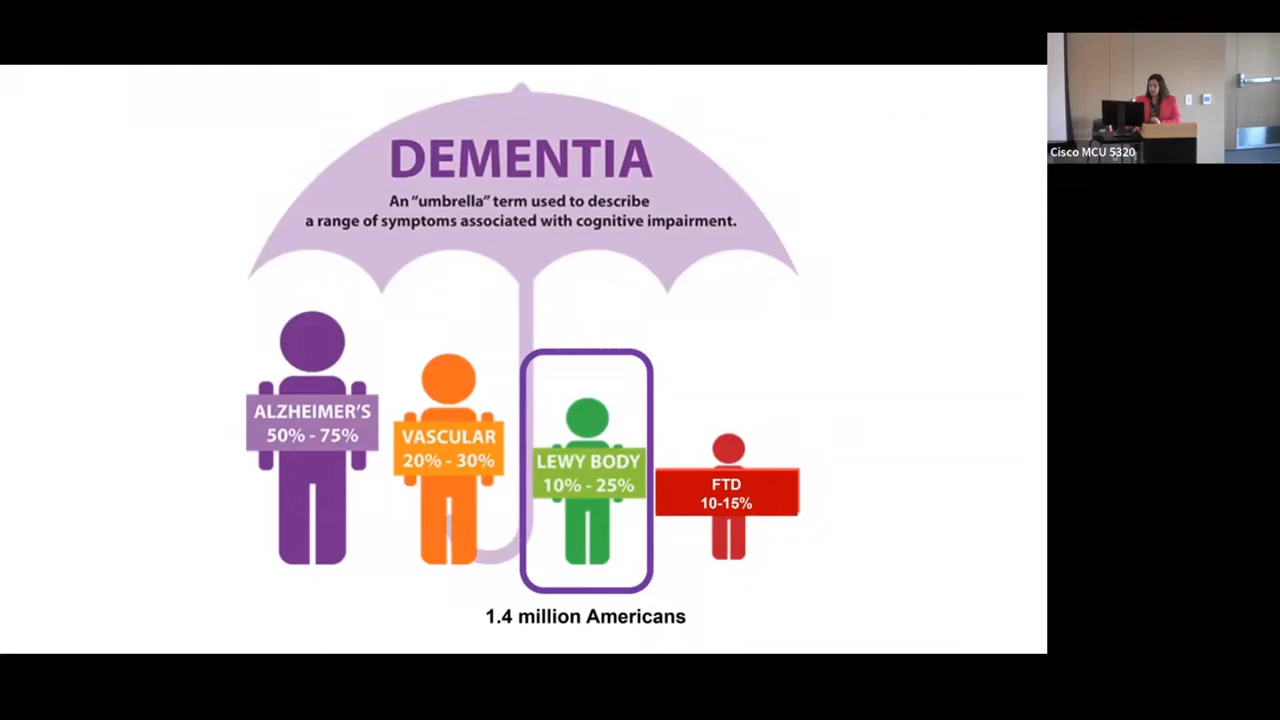 DEMENTIA
An “umbrella” term used to describe
a range of symptoms associated with cognitive impairment.
ALZHEIMER’S
50% - 75%
VASCULAR
20% - 30%
LEWY BODY
10% - 25%
FTD
10-15%
1.4 million Americans
Cisco MCU 5320